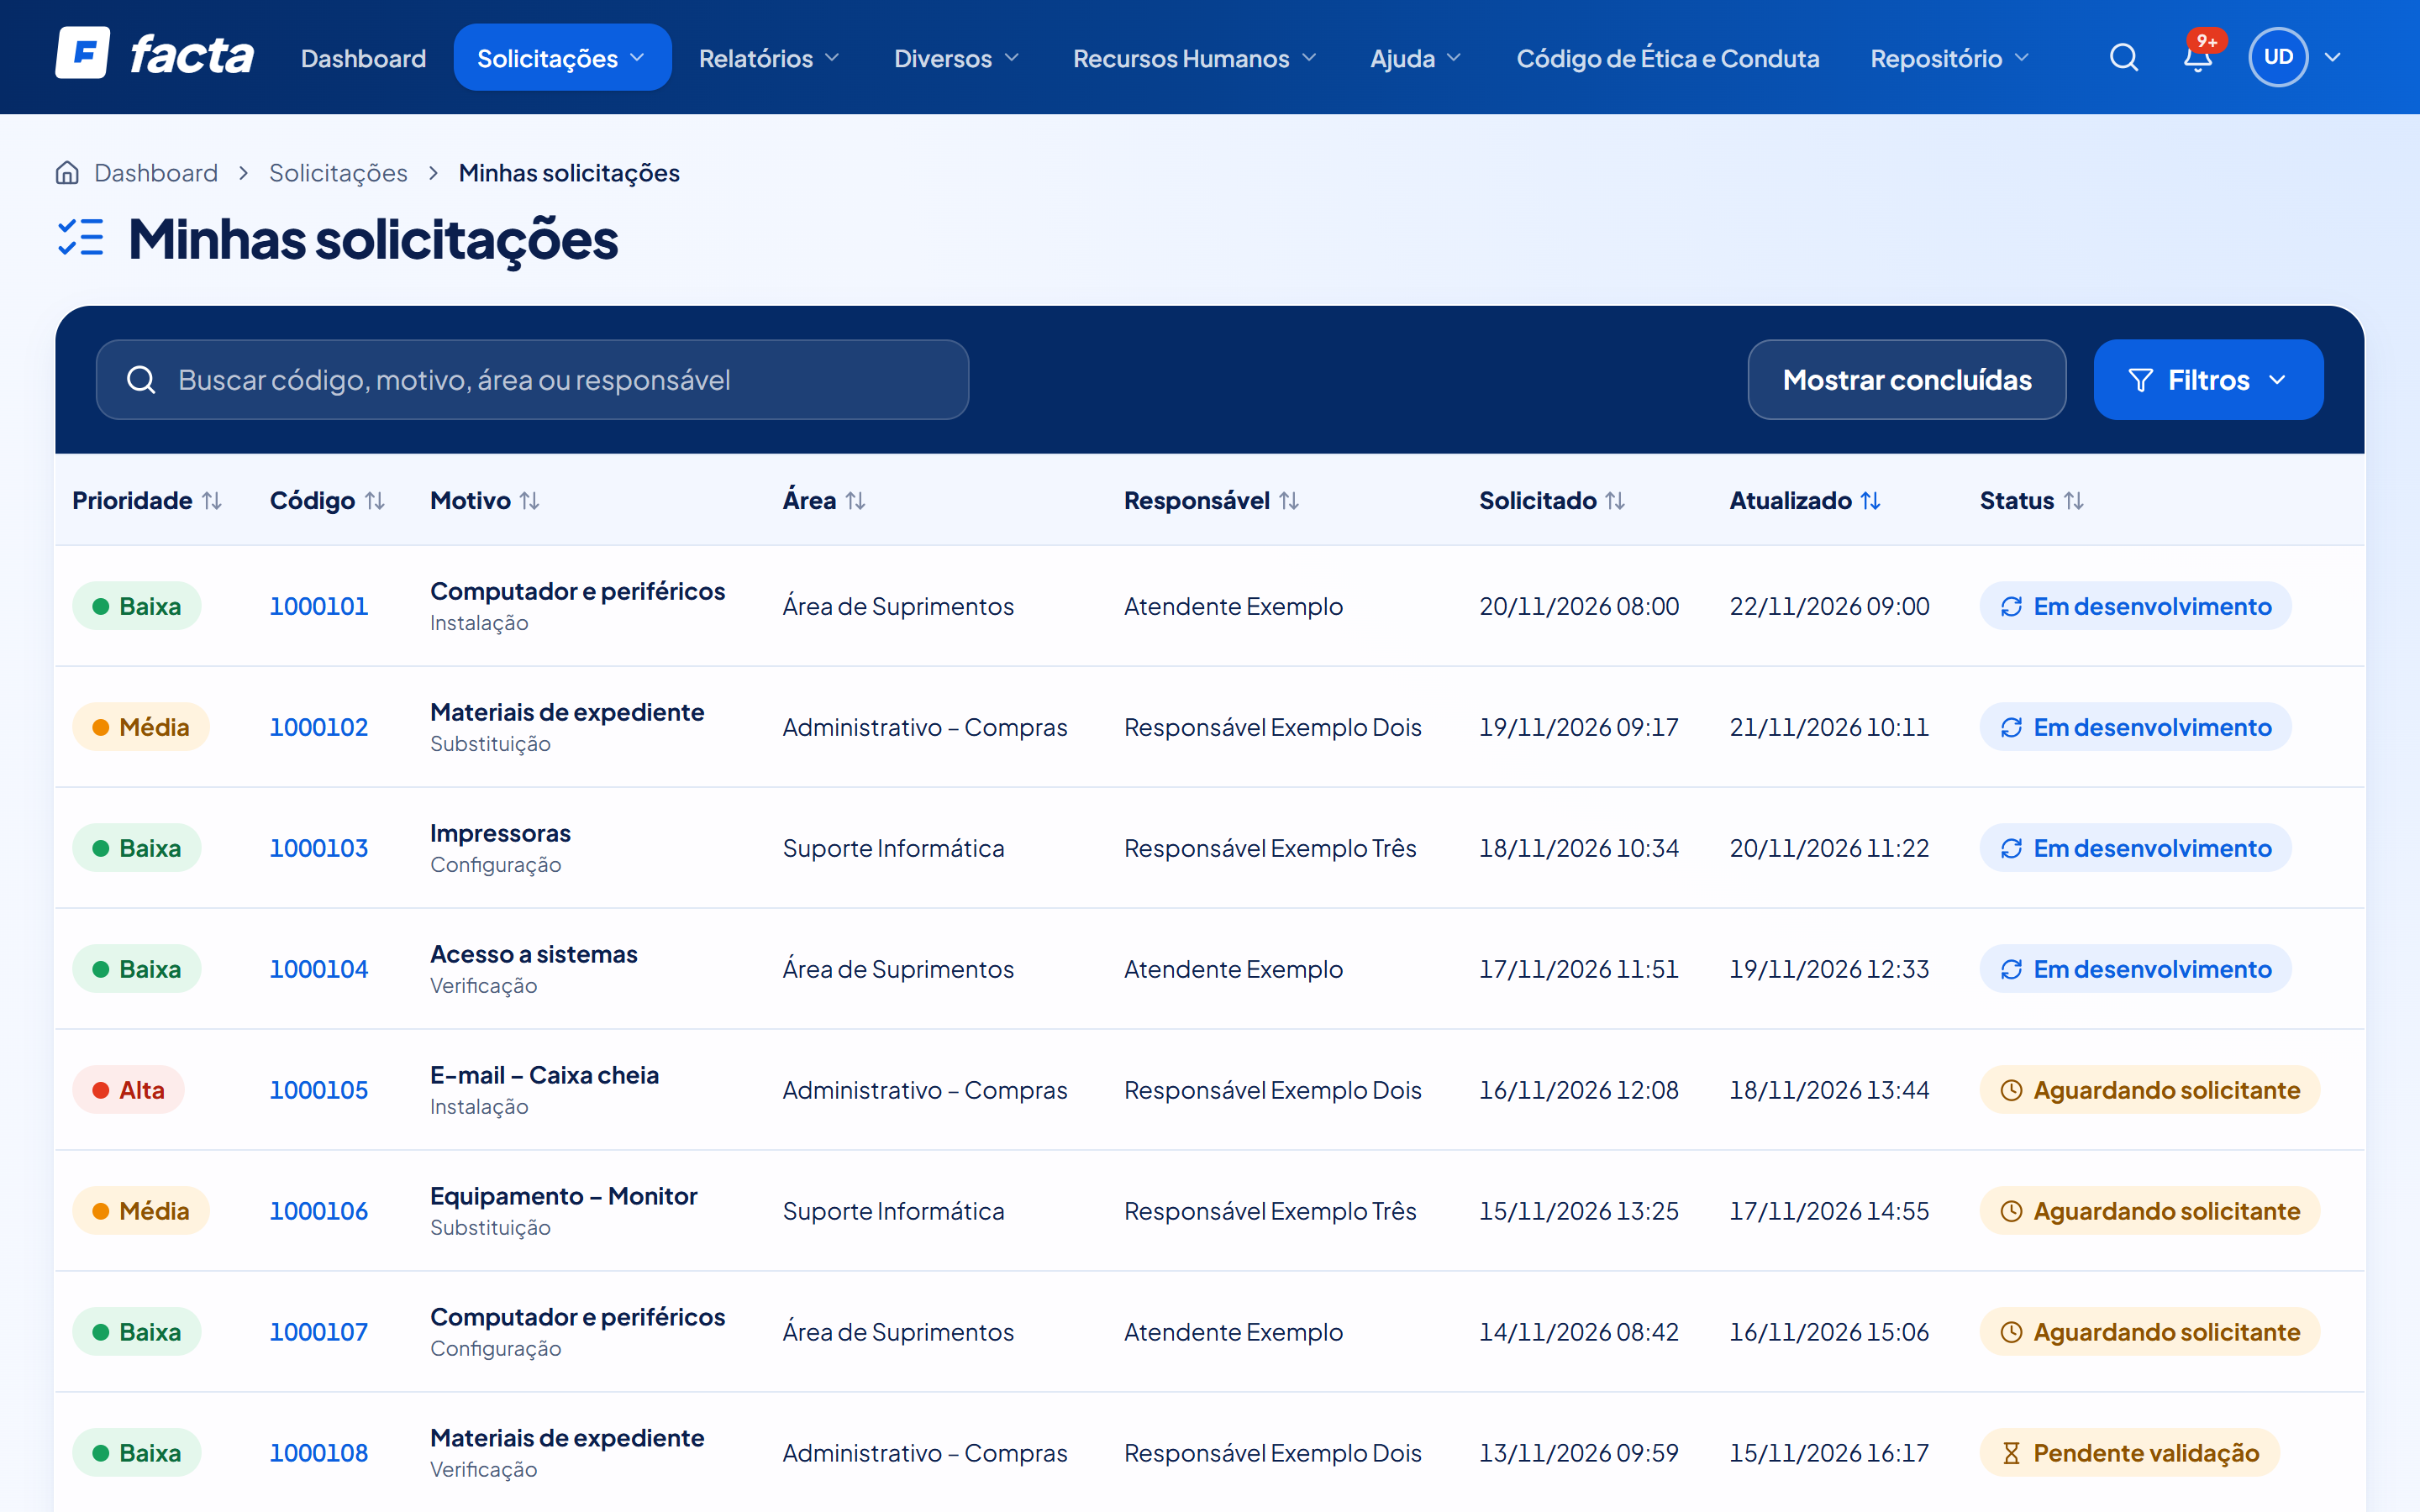 F facta Dashboard Solicitações Relatórios Diversos Recursos Humanos Ajuda Código de Ética e Conduta Repositório 9+ UD
Dashboard > Solicitações > Minhas solicitações
Minhas solicitações
Buscar código, motivo, área ou responsável Mostrar concluídas Filtros
Prioridade Código Motivo Área Responsável Solicitado Atualizado Status
Baixa 1000101 Computador e periféricos Área de Suprimentos Atendente Exemplo 20/11/2026 08:00 22/11/2026 09:00 Em desenvolvimento
Instalação
Média 1000102 Materiais de expediente Administrativo – Compras Responsável Exemplo Dois 19/11/2026 09:17 21/11/2026 10:11 Em desenvolvimento
Substituição
Baixa 1000103 Impressoras Suporte Informática Responsável Exemplo Três 18/11/2026 10:34 20/11/2026 11:22 Em desenvolvimento
Configuração
Baixa 1000104 Acesso a sistemas Área de Suprimentos Atendente Exemplo 17/11/2026 11:51 19/11/2026 12:33 Em desenvolvimento
Verificação
Alta 1000105 E-mail – Caixa cheia Administrativo – Compras Responsável Exemplo Dois 16/11/2026 12:08 18/11/2026 13:44 Aguardando solicitante
Instalação
Média 1000106 Equipamento – Monitor Suporte Informática Responsável Exemplo Três 15/11/2026 13:25 17/11/2026 14:55 Aguardando solicitante
Substituição
Baixa 1000107 Computador e periféricos Área de Suprimentos Atendente Exemplo 14/11/2026 08:42 16/11/2026 15:06 Aguardando solicitante
Configuração
Baixa 1000108 Materiais de expediente Administrativo – Compras Responsável Exemplo Dois 13/11/2026 09:59 15/11/2026 16:17 Pendente validação
Verificação